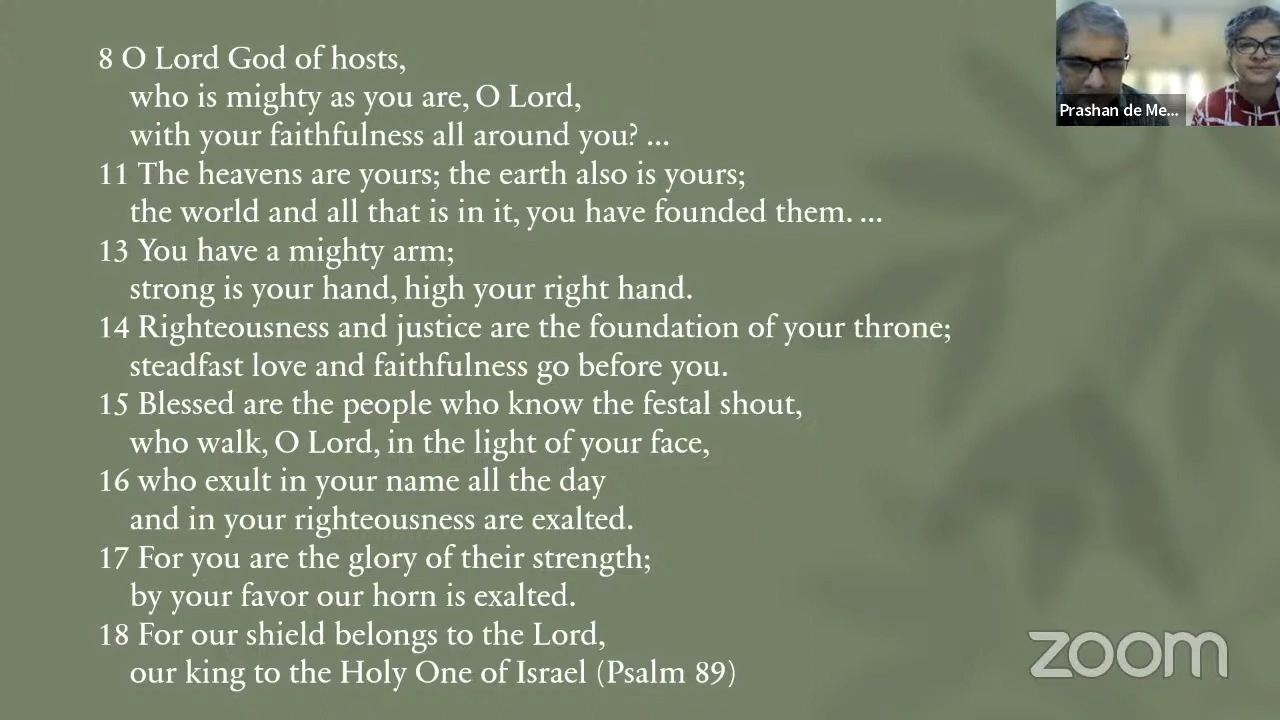 8 O Lord God of hosts,
who is mighty as you are, O Lord,
with your faithfulness all around you? ...
11 The heavens are yours; the earth also is yours;
the world and all that is in it, you have founded them. ...
13 You have a mighty arm;
strong is your hand, high your right hand.
14 Righteousness and justice are the foundation of your throne;
steadfast love and faithfulness go before you.
15 Blessed are the people who know the festal shout,
who walk, O Lord, in the light of your face,
16 who exult in your name all the day
and in your righteousness are exalted.
17 For you are the glory of their strength;
by your favor our horn is exalted.
18 For our shield belongs to the Lord,
our king to the Holy One of Israel (Psalm 89)
Prashan de Me...
zoom